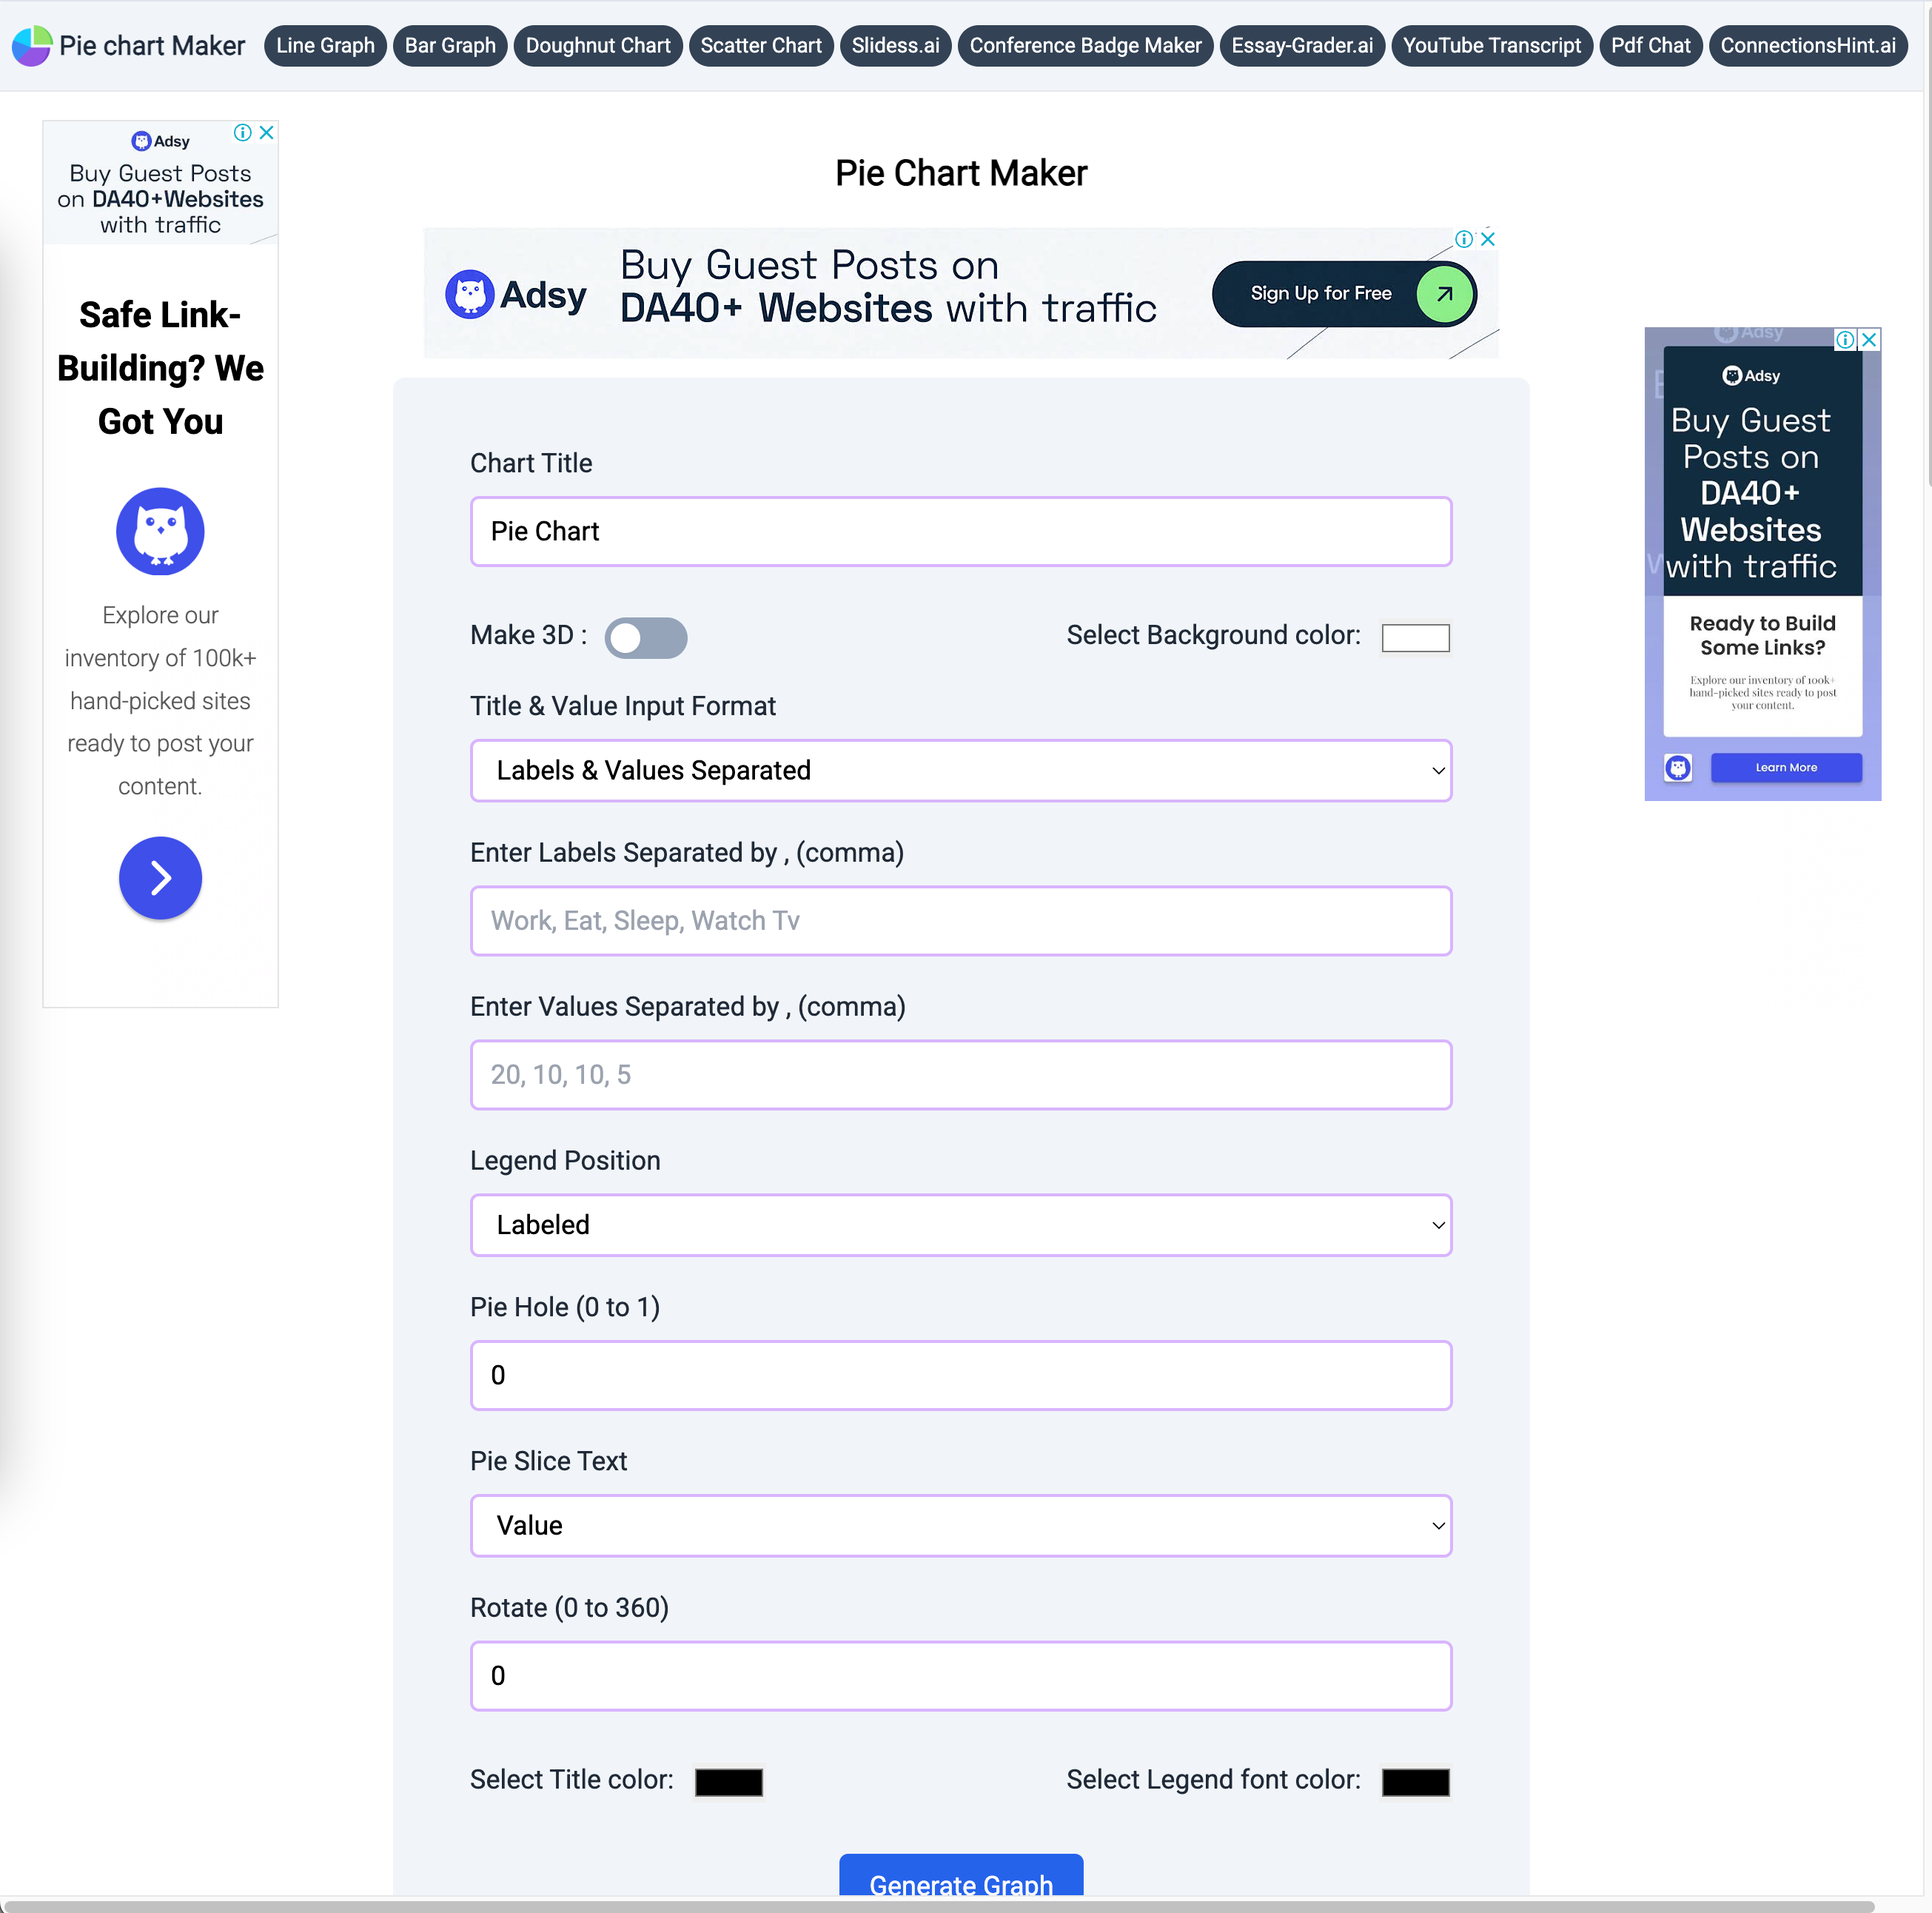 Pie chart Maker
Line Graph
Bar Graph
Doughnut Chart
Scatter Chart
Slidess.ai
Conference Badge Maker
Essay-Grader.ai
YouTube Transcript
Pdf Chat
ConnectionsHint.ai
Adsy
Buy Guest Posts
on DA40+Websites
with traffic
Safe Link-
Building? We
Got You
Explore our
inventory of 100k+
hand-picked sites
ready to post your
content.
Pie Chart Maker
Adsy
Buy Guest Posts on
DA40+ Websites with traffic
Sign Up for Free
Chart Title
Pie Chart
Make 3D :
Select Background color:
Title & Value Input Format
Labels & Values Separated
Enter Labels Separated by , (comma)
Work, Eat, Sleep, Watch Tv
Enter Values Separated by , (comma)
20, 10, 10, 5
Legend Position
Labeled
Pie Hole (0 to 1)
0
Pie Slice Text
Value
Rotate (0 to 360)
0
Select Title color:
Select Legend font color:
Generate Graph
Adsy
Adsy
Buy Guest
Posts on
DA40+
Websites
with traffic
Ready to Build
Some Links?
Explore our inventory of 100k+
hand-picked sites ready to post
your content.
Learn More